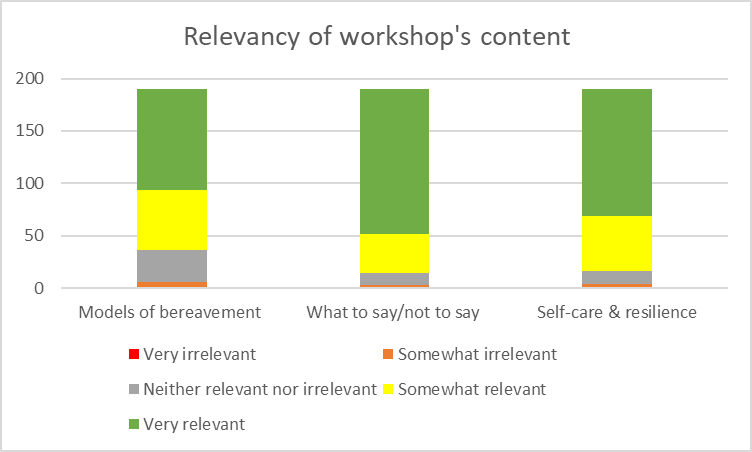 Relevancy of workshop's content
200
150
100
50
0
Models of bereavement What to say/not to say Self-care & resilience
Very irrelevant Somewhat irrelevant
Neither relevant nor irrelevant Somewhat relevant
Very relevant